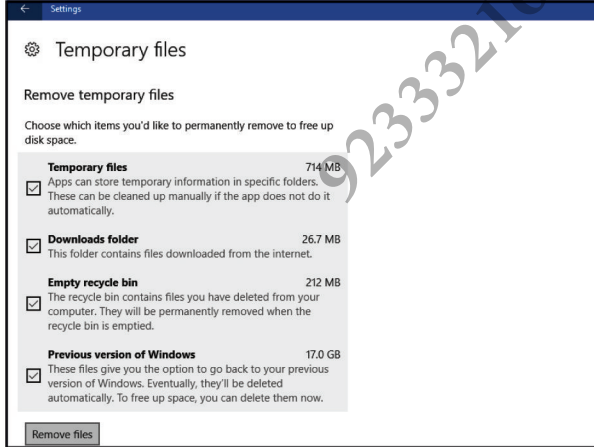 Settings
Temporary files
Remove temporary files
Choose which items you'd like to permanently remove to free up
disk space.
Temporary files 714 MB
Apps can store temporary information in specific folders.
These can be cleaned up manually if the app does not do it
automatically.
Downloads folder 26.7 MB
This folder contains files downloaded from the internet.
Empty recycle bin 212 MB
The recycle bin contains files you have deleted from your
computer. They will be permanently removed when the
recycle bin is emptied.
Previous version of Windows 17.0 GB
These files give you the option to go back to your previous
version of Windows. Eventually, they'll be deleted
automatically. To free up space, you can delete them now.
Remove files